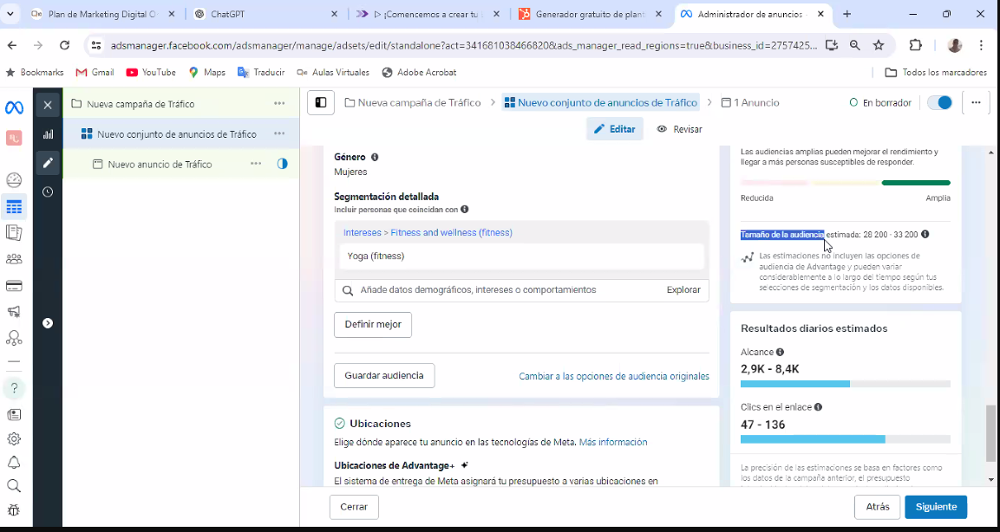 Plan de Marketing Digital C
ChatGPT
▷ ¡Comencemos a crear tu s
Generador gratuito de plant
Administrador de anuncios
adsmanager.facebook.com/adsmanager/manage/adsets/edit/standalone?act=341681038466820&ads_manager_read_regions=true&business_id=2757425...
Bookmarks
Gmail
YouTube
Maps
Traducir
Aulas Virtuales
Adobe Acrobat
Todos los marcadores
Nueva campaña de Tráfico
Nuevo conjunto de anuncios de Tráfico
Nuevo anuncio de Tráfico
Nueva campaña de Tráfico > Nuevo conjunto de anuncios de Tráfico > 1 Anuncio
En borrador
Editar
Revisar
Género
Mujeres
Segmentación detallada
Incluir personas que coincidan con
Intereses > Fitness and wellness (fitness)
Yoga (fitness)
Añade datos demográficos, intereses o comportamientos
Explorar
Definir mejor
Guardar audiencia
Cambiar a las opciones de audiencia originales
Ubicaciones
Elige dónde aparece tu anuncio en las tecnologías de Meta. Más información
Ubicaciones de Advantage+
El sistema de entrega de Meta asignará tu presupuesto a varias ubicaciones en
Las audiencias amplias pueden mejorar el rendimiento y
llegar a más personas susceptibles de responder.
Reducida
Amplia
Tamaño de la audiencia estimada: 28 200 - 33 200
Las estimaciones no incluyen las opciones de
audiencia de Advantage y pueden variar
considerablemente a lo largo del tiempo según tus
selecciones de segmentación y los datos disponibles.
Resultados diarios estimados
Alcance
2,9K - 8,4K
Clics en el enlace
47 - 136
La precisión de las estimaciones se basa en factores como
los datos de la campaña anterior, el presupuesto
Cerrar
Atrás
Siguiente